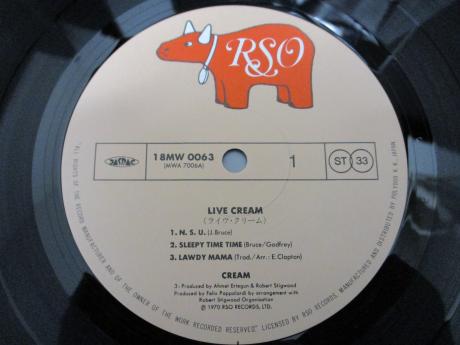 RSO
JASRAC
18MW 0063
(MWA 7006A)
1
ST 33
LIVE CREAM
(ライヴ・クリーム)
1. N. S. U. (J. Bruce)
2. SLEEPY TIME TIME (Bruce/Godfrey)
3. LAWDY MAMA (Trad./Arr.: E. Clapton)
CREAM
3: Produced by Ahmet Ertegun & Robert Stigwood
Produced by Felix Pappalardi by arrangement with
Robert Stigwood Organisation
℗ 1970 RSO RECORDS, LTD.
ALL RIGHTS OF THE RECORD MANUFACTURER AND OF THE OWNER OF THE WORK RECORDED RESERVED. LICENSED BY RSO RECORDS, MANUFACTURED AND DISTRIBUTED BY POLYDOR K. K., JAPAN